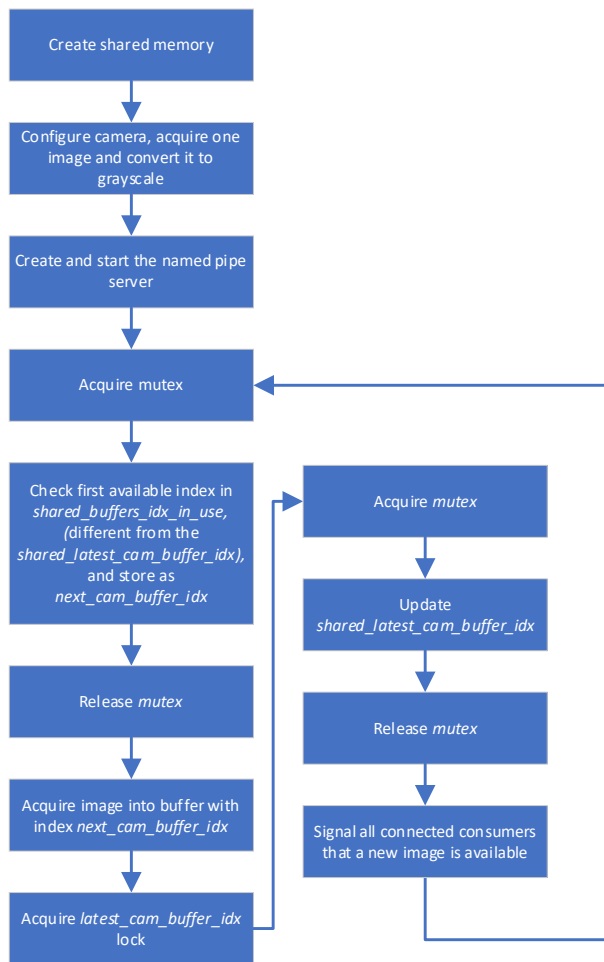 Create shared memory
Configure camera, acquire one
image and convert it to
grayscale
Create and start the named pipe
server
Acquire mutex
Check first available index in
shared_buffers_idx_in_use,
(different from the
shared_latest_cam_buffer_idx),
and store as
next_cam_buffer_idx
Release mutex
Acquire image into buffer with
index next_cam_buffer_idx
Acquire latest_cam_buffer_idx
lock
Acquire mutex
Update
shared_latest_cam_buffer_idx
Release mutex
Signal all connected consumers
that a new image is available